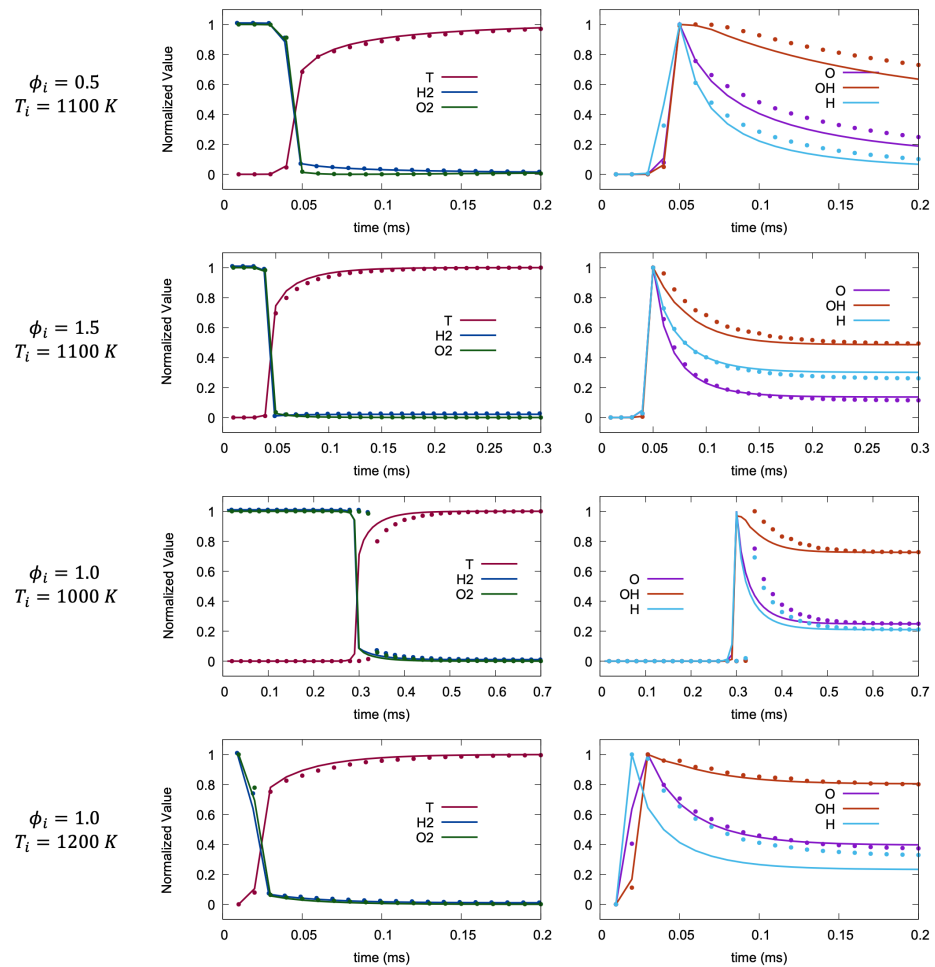 ϕᵢ = 0.5
Tᵢ = 1100 K
Normalized Value
1
0.8
0.6
0.4
0.2
0
T
H2
O2
0 0.05 0.1 0.15 0.2
time (ms)
1
0.8
0.6
0.4
0.2
0
O
OH
H
0 0.05 0.1 0.15 0.2
time (ms)
ϕᵢ = 1.5
Tᵢ = 1100 K
Normalized Value
1
0.8
0.6
0.4
0.2
0
T
H2
O2
0 0.05 0.1 0.15 0.2 0.25 0.3
time (ms)
1
0.8
0.6
0.4
0.2
0
O
OH
H
0 0.05 0.1 0.15 0.2 0.25 0.3
time (ms)
ϕᵢ = 1.0
Tᵢ = 1000 K
Normalized Value
1
0.8
0.6
0.4
0.2
0
T
H2
O2
0 0.1 0.2 0.3 0.4 0.5 0.6 0.7
time (ms)
1
0.8
0.6
0.4
0.2
0
O
OH
H
0 0.1 0.2 0.3 0.4 0.5 0.6 0.7
time (ms)
ϕᵢ = 1.0
Tᵢ = 1200 K
Normalized Value
1
0.8
0.6
0.4
0.2
0
T
H2
O2
0 0.05 0.1 0.15 0.2
time (ms)
1
0.8
0.6
0.4
0.2
0
O
OH
H
0 0.05 0.1 0.15 0.2
time (ms)